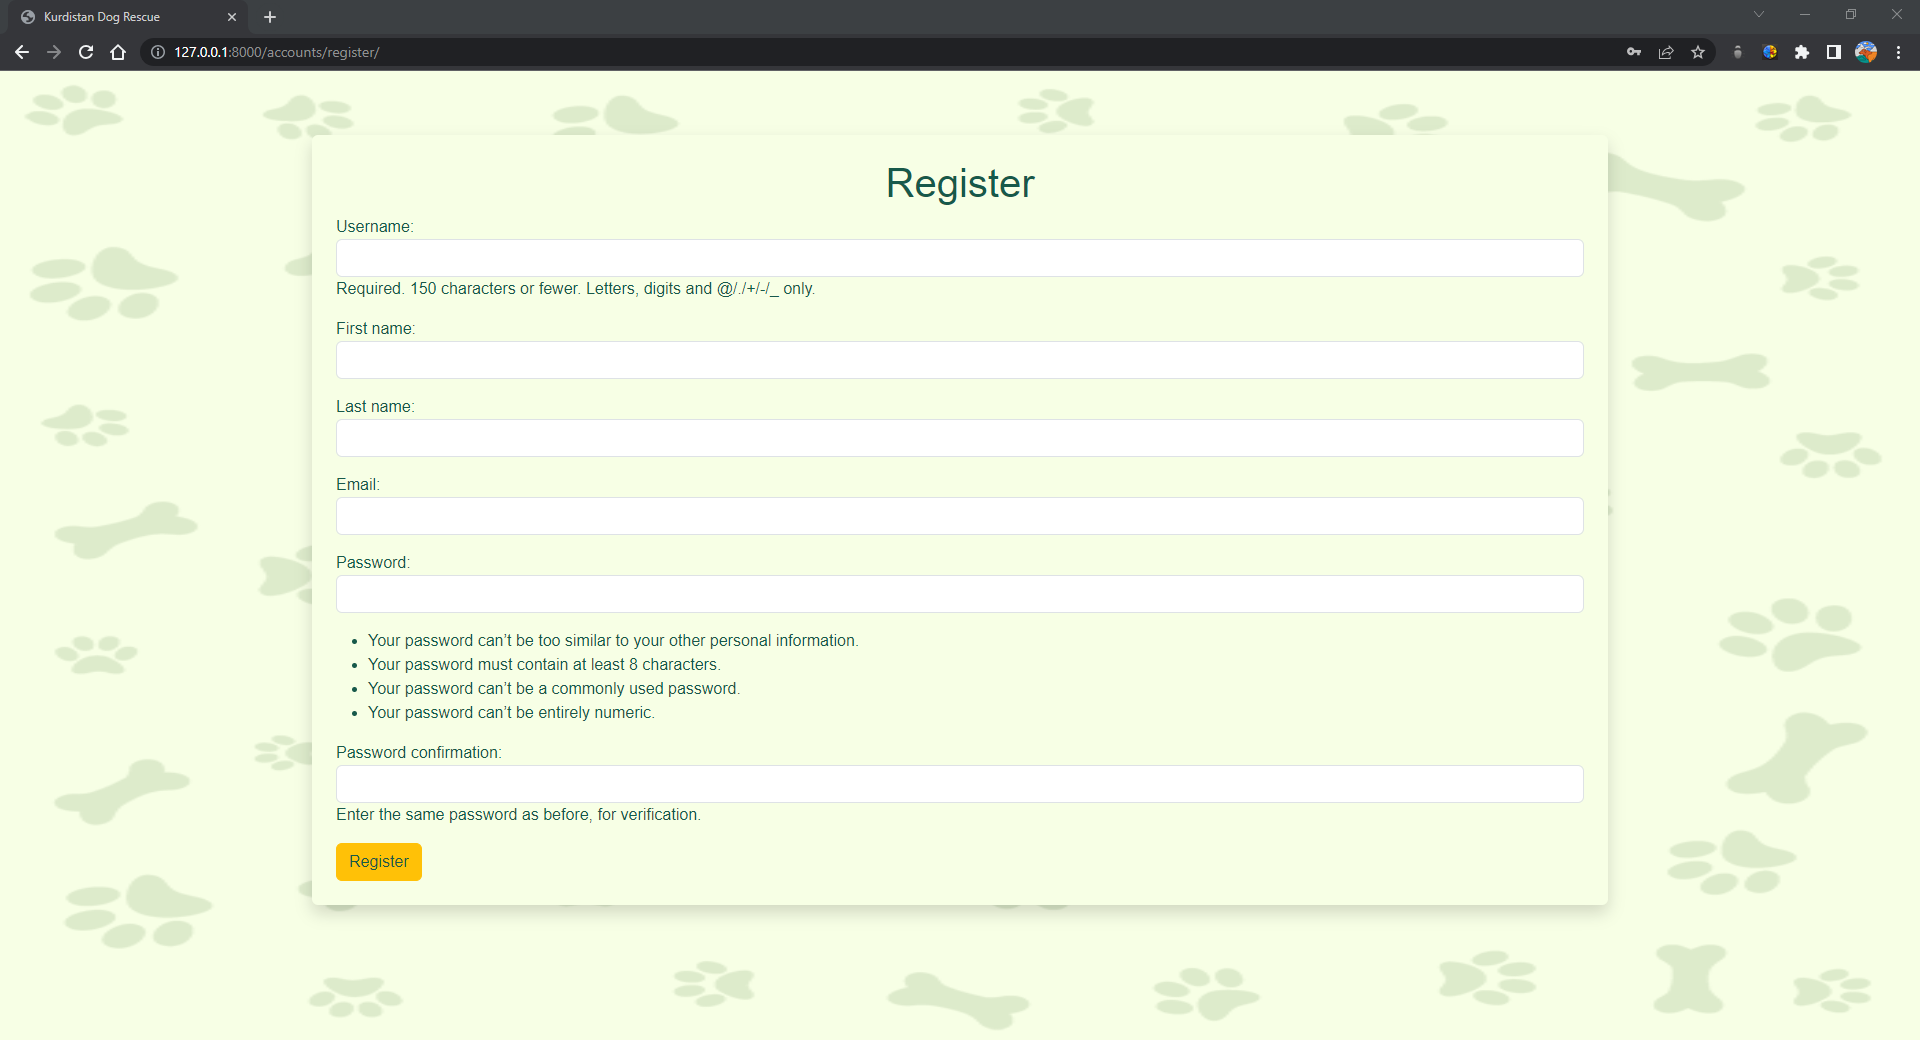 Kurdistan Dog Rescue
127.0.0.1:8000/accounts/register/
Register
Username:
Required. 150 characters or fewer. Letters, digits and @/./+/-/_ only.
First name:
Last name:
Email:
Password:
Your password can’t be too similar to your other personal information.
Your password must contain at least 8 characters.
Your password can’t be a commonly used password.
Your password can’t be entirely numeric.
Password confirmation:
Enter the same password as before, for verification.
Register